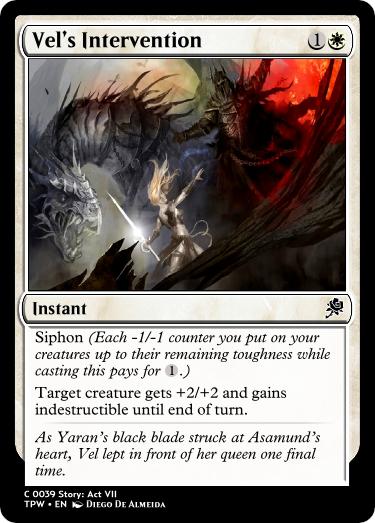 Vel's Intervention 1
Instant
Siphon (Each -1/-1 counter you put on your
creatures up to their remaining toughness while
casting this pays for 1.)
Target creature gets +2/+2 and gains
indestructible until end of turn.
As Yaran's black blade struck at Asamund's
heart, Vel lept in front of her queen one final
time.
C 0039 Story: Act VII
TPW • EN Diego De Almeida